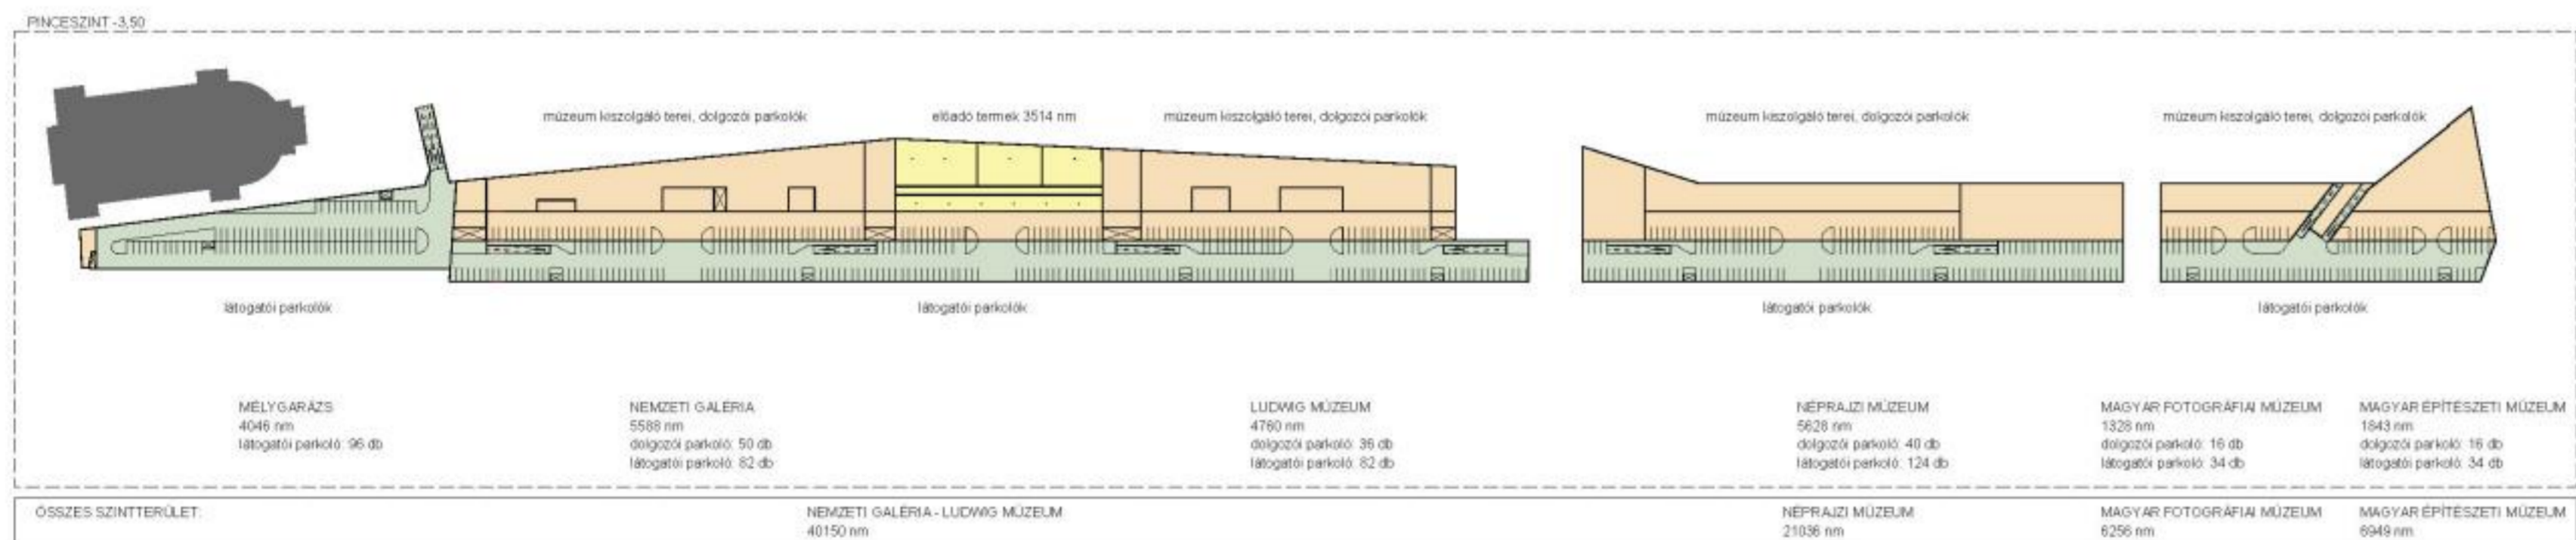 PINCESZINT -3,50
múzeum kiszolgáló terei, dolgozói parkolók
előadó termek 3514 nm
múzeum kiszolgáló terei, dolgozói parkolók
múzeum kiszolgáló terei, dolgozói parkolók
múzeum kiszolgáló terei, dolgozói parkolók
látogatói parkolók
látogatói parkolók
látogatói parkolók
látogatói parkolók
MÉLYGARÁZS
4046 nm
látogatói parkoló: 96 db
NEMZETI GALÉRIA
5588 nm
dolgozói parkoló: 50 db
látogatói parkoló: 82 db
LUDWIG MÚZEUM
4760 nm
dolgozói parkoló: 36 db
látogatói parkoló: 82 db
NÉPRAJZI MÚZEUM
5628 nm
dolgozói parkoló: 40 db
látogatói parkoló: 124 db
MAGYAR FOTOGRÁFIAI MÚZEUM
1328 nm
dolgozói parkoló: 16 db
látogatói parkoló: 34 db
MAGYAR ÉPÍTÉSZETI MÚZEUM
1843 nm
dolgozói parkoló: 16 db
látogatói parkoló: 34 db
ÖSSZES SZINTTERÜLET:
NEMZETI GALÉRIA - LUDWIG MÚZEUM
40150 nm
NÉPRAJZI MÚZEUM
21036 nm
MAGYAR FOTOGRÁFIAI MÚZEUM
6256 nm
MAGYAR ÉPÍTÉSZETI MÚZEUM
6949 nm